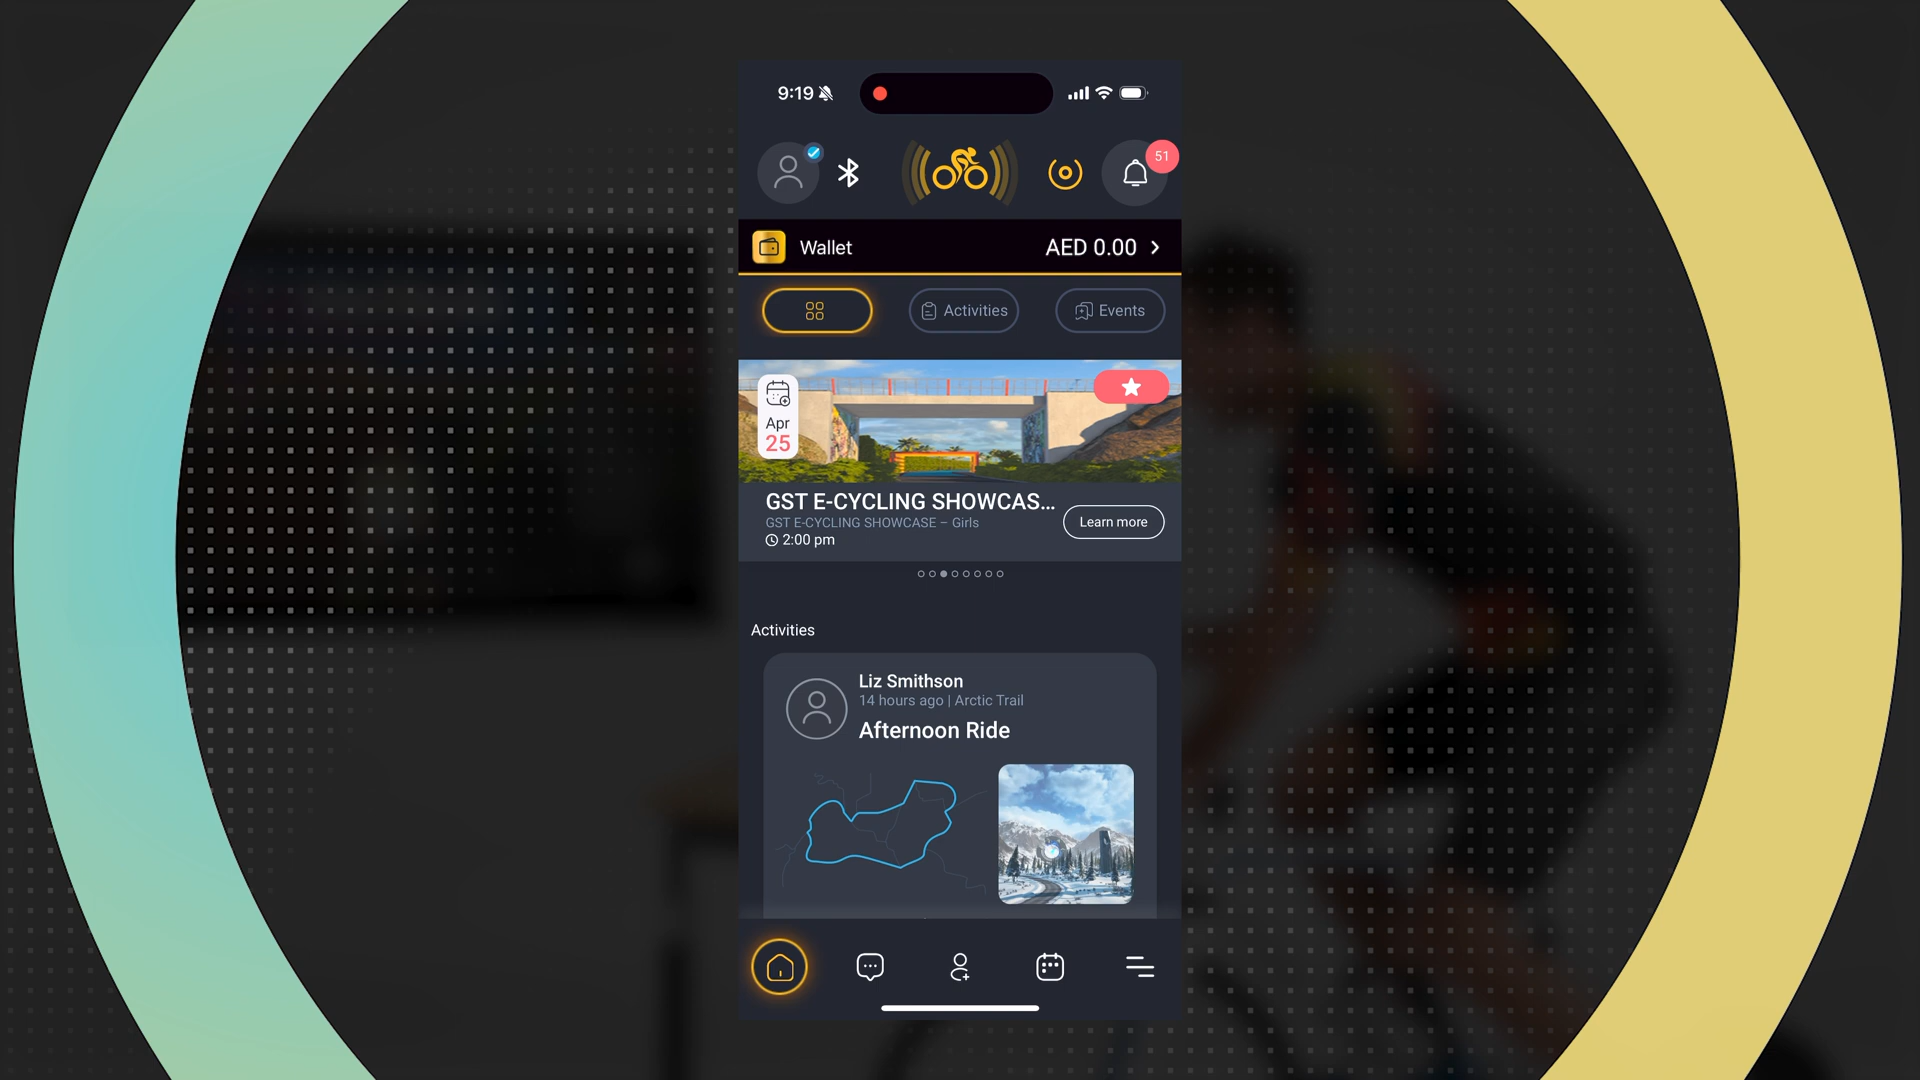 9:19
51
Wallet
AED 0.00
Activities
Events
Apr
25
GST E-CYCLING SHOWCAS...
GST E-CYCLING SHOWCASE – Girls
2:00 pm
Learn more
Activities
Liz Smithson
14 hours ago | Arctic Trail
Afternoon Ride